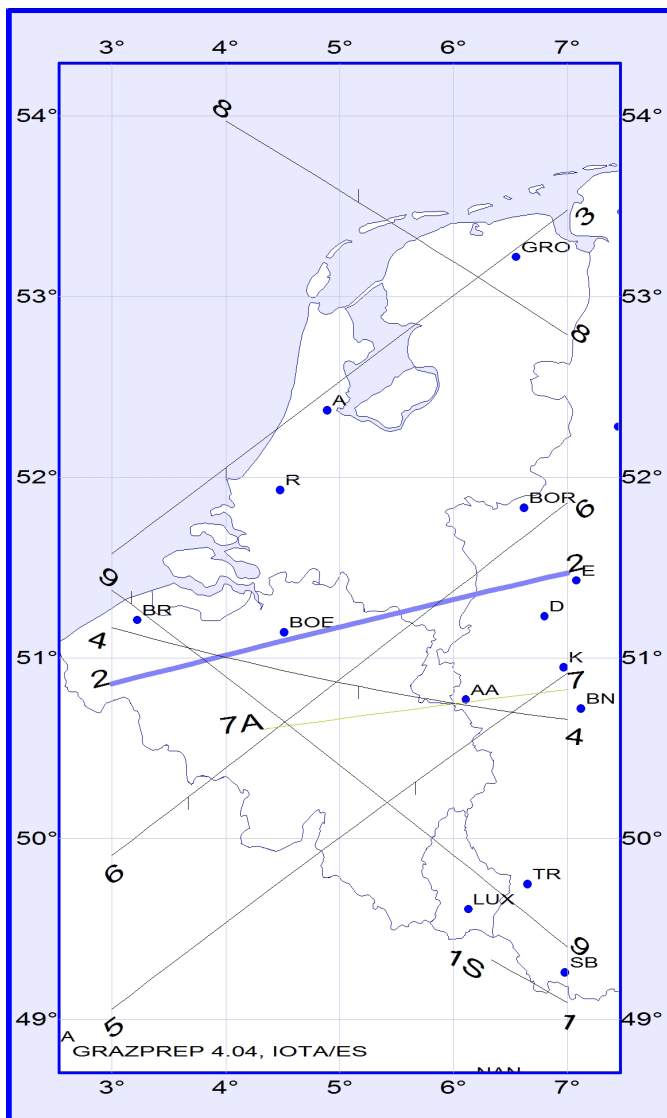 3° 4° 5° 6° 7°
54° 8 54°
3
GRO
53° 53°
8
A
52° R 52°
BOR
6
9 2
BR E
BOE D
4
51° 51°
2 K
7
AA BN
7A 4
50° 50°
6
TR
LUX
9
1S SB
49° 5 1 49°
A
GRAZPREP 4.04, IOTA/ES
NAN
3° 4° 5° 6° 7°